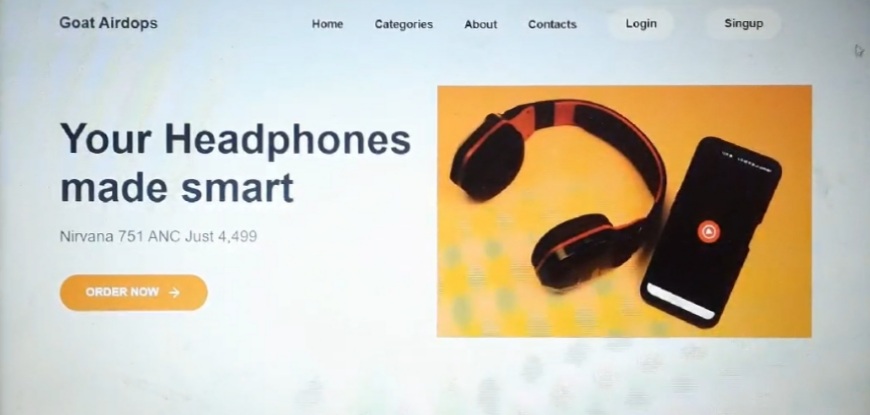 Goat Airdops
Home Categories About Contacts Login Singup
Your Headphones
made smart
Nirvana 751 ANC Just 4,499
ORDER NOW